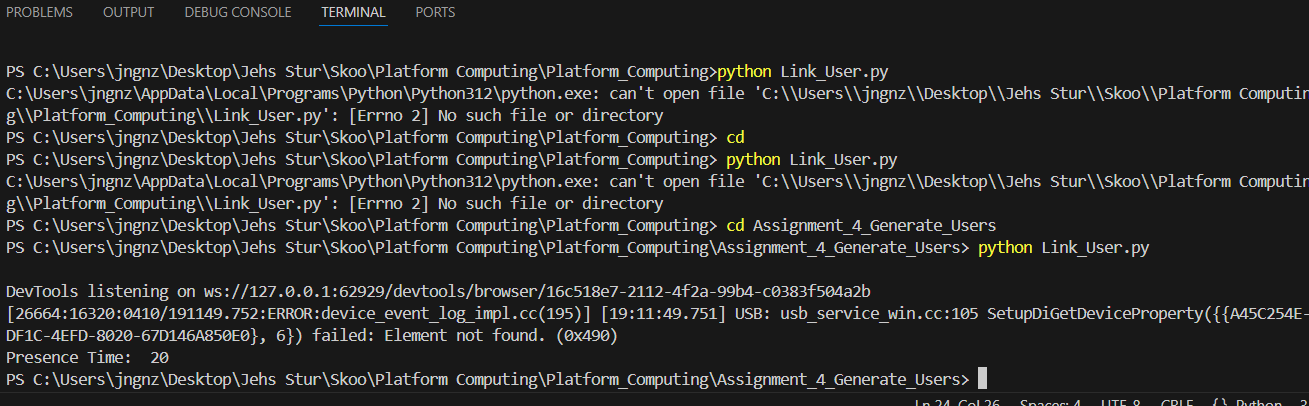 PROBLEMS OUTPUT DEBUG CONSOLE TERMINAL PORTS
PS C:\Users\jngnz\Desktop\Jehs Stur\Skoo\Platform Computing\Platform_Computing>python Link_User.py
C:\Users\jngnz\AppData\Local\Programs\Python\Python312\python.exe: can't open file 'C:\\Users\\jngnz\\Desktop\\Jehs Stur\\Skoo\\Platform Computin
g\\Platform_Computing\\Link_User.py': [Errno 2] No such file or directory
PS C:\Users\jngnz\Desktop\Jehs Stur\Skoo\Platform Computing\Platform_Computing> cd
PS C:\Users\jngnz\Desktop\Jehs Stur\Skoo\Platform Computing\Platform_Computing> python Link_User.py
C:\Users\jngnz\AppData\Local\Programs\Python\Python312\python.exe: can't open file 'C:\\Users\\jngnz\\Desktop\\Jehs Stur\\Skoo\\Platform Computin
g\\Platform_Computing\\Link_User.py': [Errno 2] No such file or directory
PS C:\Users\jngnz\Desktop\Jehs Stur\Skoo\Platform Computing\Platform_Computing> cd Assignment_4_Generate_Users
PS C:\Users\jngnz\Desktop\Jehs Stur\Skoo\Platform Computing\Platform_Computing\Assignment_4_Generate_Users> python Link_User.py
DevTools listening on ws://127.0.0.1:62929/devtools/browser/16c518e7-2112-4f2a-99b4-c0383f504a2b
[26664:16320:0410/191149.752:ERROR:device_event_log_impl.cc(195)] [19:11:49.751] USB: usb_service_win.cc:105 SetupDiGetDeviceProperty({{A45C254E-
DF1C-4EFD-8020-67D146A850E0}, 6}) failed: Element not found. (0x490)
Presence Time:  20
PS C:\Users\jngnz\Desktop\Jehs Stur\Skoo\Platform Computing\Platform_Computing\Assignment_4_Generate_Users>
Ln 24, Col 26 Spaces: 4 UTF-8 CRLF {} Python